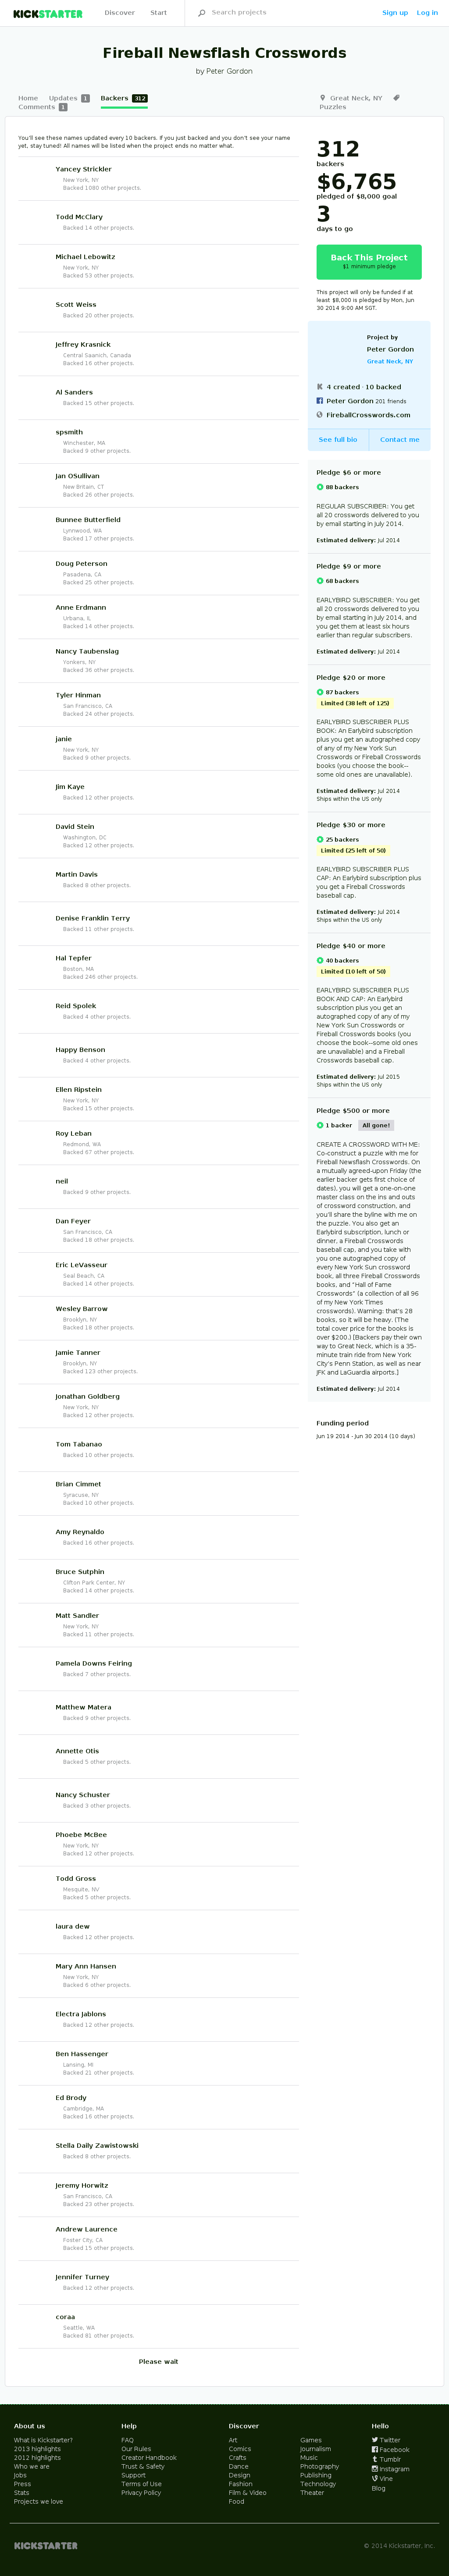 KICKSTARTER
Discover
Start
Search projects
Sign up
Log in
Fireball Newsflash Crosswords
by Peter Gordon
Home
Updates 1
Backers 312
Comments 1
Great Neck, NY
Puzzles
You'll see these names updated every 10 backers. If you just backed and you don't see your name
yet, stay tuned! All names will be listed when the project ends no matter what.
Yancey Strickler
New York, NY
Backed 1080 other projects.
Todd McClary
Backed 14 other projects.
Michael Lebowitz
New York, NY
Backed 53 other projects.
Scott Weiss
Backed 20 other projects.
Jeffrey Krasnick
Central Saanich, Canada
Backed 16 other projects.
Al Sanders
Backed 15 other projects.
spsmith
Winchester, MA
Backed 9 other projects.
Jan OSullivan
New Britain, CT
Backed 26 other projects.
Bunnee Butterfield
Lynnwood, WA
Backed 17 other projects.
Doug Peterson
Pasadena, CA
Backed 25 other projects.
Anne Erdmann
Urbana, IL
Backed 14 other projects.
Nancy Taubenslag
Yonkers, NY
Backed 36 other projects.
Tyler Hinman
San Francisco, CA
Backed 24 other projects.
janie
New York, NY
Backed 9 other projects.
Jim Kaye
Backed 12 other projects.
David Stein
Washington, DC
Backed 12 other projects.
Martin Davis
Backed 8 other projects.
Denise Franklin Terry
Backed 11 other projects.
Hal Tepfer
Boston, MA
Backed 246 other projects.
Reid Spolek
Backed 4 other projects.
Happy Benson
Backed 4 other projects.
Ellen Ripstein
New York, NY
Backed 15 other projects.
Roy Leban
Redmond, WA
Backed 67 other projects.
neil
Backed 9 other projects.
Dan Feyer
San Francisco, CA
Backed 18 other projects.
Eric LeVasseur
Seal Beach, CA
Backed 14 other projects.
Wesley Barrow
Brooklyn, NY
Backed 18 other projects.
Jamie Tanner
Brooklyn, NY
Backed 123 other projects.
Jonathan Goldberg
New York, NY
Backed 12 other projects.
Tom Tabanao
Backed 10 other projects.
Brian Cimmet
Syracuse, NY
Backed 10 other projects.
Amy Reynaldo
Backed 16 other projects.
Bruce Sutphin
Clifton Park Center, NY
Backed 14 other projects.
Matt Sandler
New York, NY
Backed 11 other projects.
Pamela Downs Feiring
Backed 7 other projects.
Matthew Matera
Backed 9 other projects.
Annette Otis
Backed 5 other projects.
Nancy Schuster
Backed 3 other projects.
Phoebe McBee
New York, NY
Backed 12 other projects.
Todd Gross
Mesquite, NV
Backed 5 other projects.
laura dew
Backed 12 other projects.
Mary Ann Hansen
New York, NY
Backed 6 other projects.
Electra Jablons
Backed 12 other projects.
Ben Hassenger
Lansing, MI
Backed 21 other projects.
Ed Brody
Cambridge, MA
Backed 16 other projects.
Stella Daily Zawistowski
Backed 8 other projects.
Jeremy Horwitz
San Francisco, CA
Backed 23 other projects.
Andrew Laurence
Foster City, CA
Backed 15 other projects.
Jennifer Turney
Backed 12 other projects.
coraa
Seattle, WA
Backed 81 other projects.
Please wait
312
backers
$6,765
pledged of $8,000 goal
3
days to go
Back This Project
$1 minimum pledge
This project will only be funded if at
least $8,000 is pledged by Mon, Jun
30 2014 9:00 AM SGT.
Project by
Peter Gordon
Great Neck, NY
4 created · 10 backed
Peter Gordon 201 friends
FireballCrosswords.com
See full bio
Contact me
Pledge $6 or more
88 backers
REGULAR SUBSCRIBER: You get
all 20 crosswords delivered to you
by email starting in July 2014.
Estimated delivery: Jul 2014
Pledge $9 or more
68 backers
EARLYBIRD SUBSCRIBER: You get
all 20 crosswords delivered to you
by email starting in July 2014, and
you get them at least six hours
earlier than regular subscribers.
Estimated delivery: Jul 2014
Pledge $20 or more
87 backers
Limited (38 left of 125)
EARLYBIRD SUBSCRIBER PLUS
BOOK: An Earlybird subscription
plus you get an autographed copy
of any of my New York Sun
Crosswords or Fireball Crosswords
books (you choose the book—
some old ones are unavailable).
Estimated delivery: Jul 2014
Ships within the US only
Pledge $30 or more
25 backers
Limited (25 left of 50)
EARLYBIRD SUBSCRIBER PLUS
CAP: An Earlybird subscription plus
you get a Fireball Crosswords
baseball cap.
Estimated delivery: Jul 2014
Ships within the US only
Pledge $40 or more
40 backers
Limited (10 left of 50)
EARLYBIRD SUBSCRIBER PLUS
BOOK AND CAP: An Earlybird
subscription plus you get an
autographed copy of any of my
New York Sun Crosswords or
Fireball Crosswords books (you
choose the book—some old ones
are unavailable) and a Fireball
Crosswords baseball cap.
Estimated delivery: Jul 2015
Ships within the US only
Pledge $500 or more
1 backer All gone!
CREATE A CROSSWORD WITH ME:
Co-construct a puzzle with me for
Fireball Newsflash Crosswords. On
a mutually agreed-upon Friday (the
earlier backer gets first choice of
dates), you will get a one-on-one
master class on the ins and outs
of crossword construction, and
you'll share the byline with me on
the puzzle. You also get an
Earlybird subscription, lunch or
dinner, a Fireball Crosswords
baseball cap, and you take with
you one autographed copy of
every New York Sun crossword
book, all three Fireball Crosswords
books, and "Hall of Fame
Crosswords" (a collection of all 96
of my New York Times
crosswords). Warning: that's 28
books, so it will be heavy. (The
total cover price for the books is
over $200.) [Backers pay their own
way to Great Neck, which is a 35-
minute train ride from New York
City's Penn Station, as well as near
JFK and LaGuardia airports.]
Estimated delivery: Jul 2014
Funding period
Jun 19 2014 - Jun 30 2014 (10 days)
About us
What is Kickstarter?
2013 highlights
2012 highlights
Who we are
Jobs
Press
Stats
Projects we love
Help
FAQ
Our Rules
Creator Handbook
Trust & Safety
Support
Terms of Use
Privacy Policy
Discover
Art
Comics
Crafts
Dance
Design
Fashion
Film & Video
Food
Games
Journalism
Music
Photography
Publishing
Technology
Theater
Hello
Twitter
Facebook
Tumblr
Instagram
Vine
Blog
KICKSTARTER
© 2014 Kickstarter, Inc.